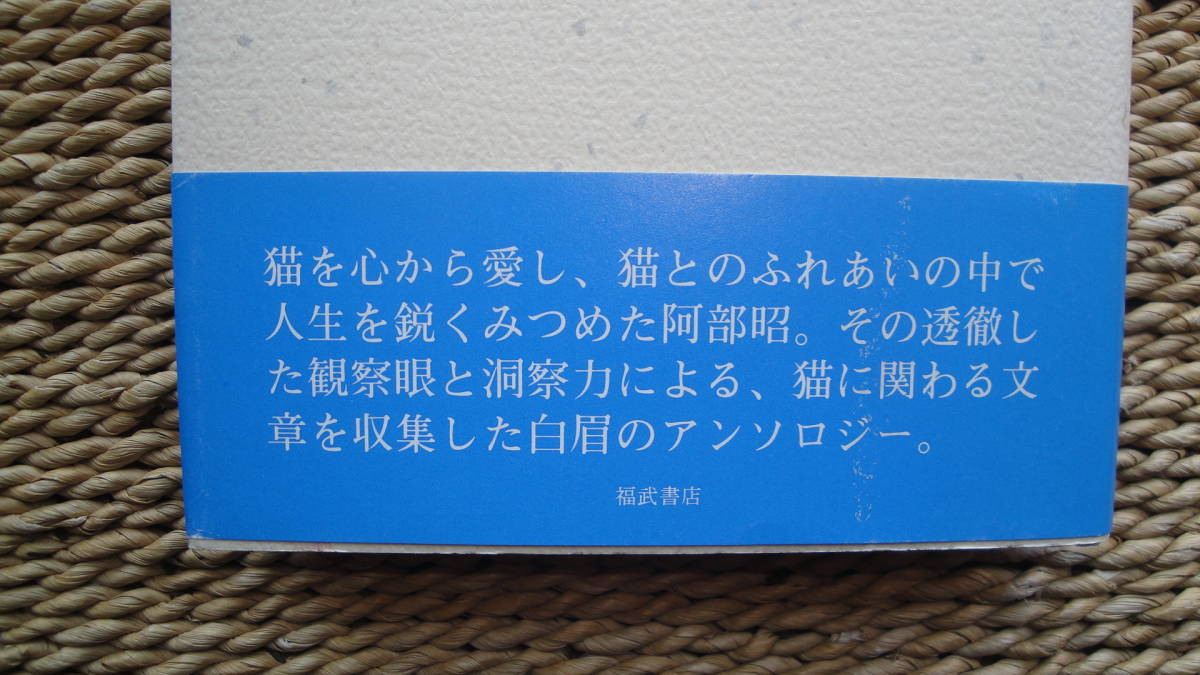 猫を心から愛し、猫とのふれあいの中で
人生を鋭くみつめた阿部昭。その透徹し
た観察眼と洞察力による、猫に関わる文
章を収集した白眉のアンソロジー。
福武書店